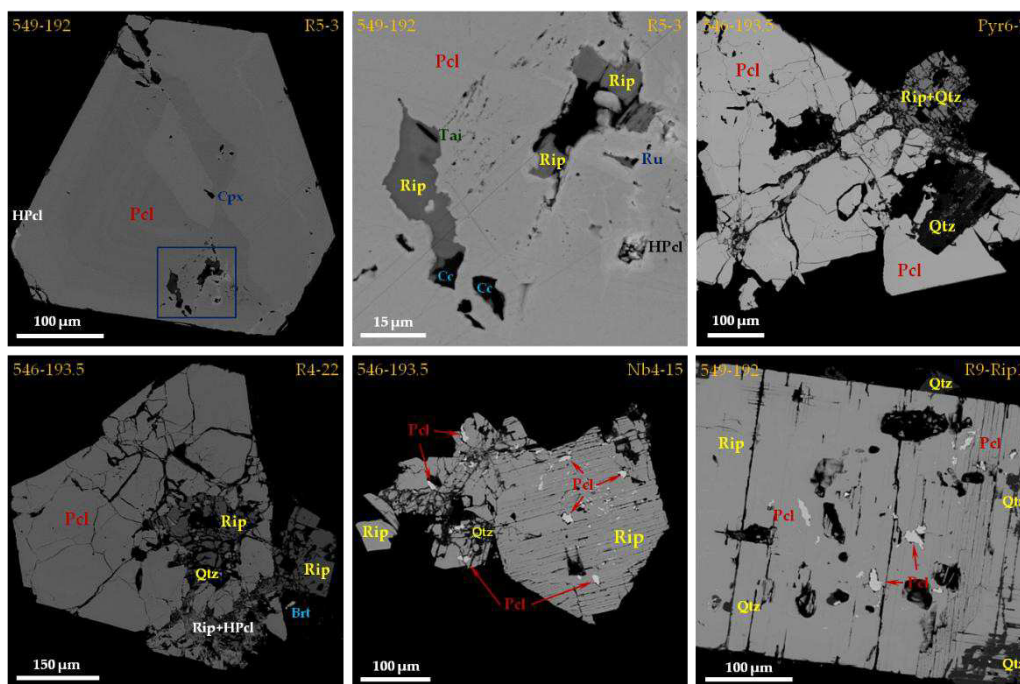 549-192 R5-3
Pcl
Cpx
HPcl
100 µm
549-192 R5-3
Pcl
Rip
Tai
Rip
Ru
Rip
HPcl
Cc
Cc
15 µm
546-193.5
Pcl
Rip+Qtz
Qtz
Pcl
100 µm
546-193.5 R4-22
Pcl
Rip
Qtz
Rip
Brt
Rip+HPcl
150 µm
546-193.5 Nb4-15
Pcl
Pcl
Rip
Qtz
Rip
Pcl
100 µm
549-192
Qtz
Rip
Pcl
Pcl
Qtz
Pcl
Qtz
Qtz
100 µm